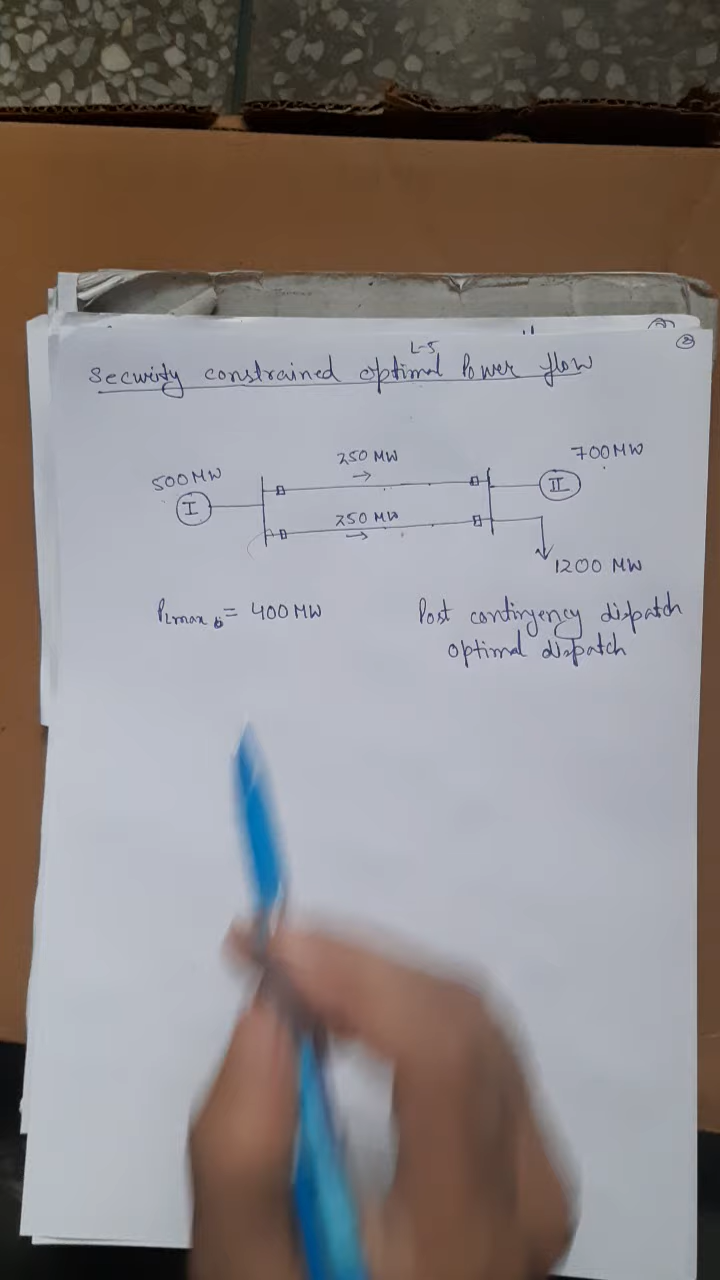 L-5
Security constrained optimal Power flow
2
250 MW
700 MW
500 MW
I
II
250 MW
1200 MW
PLmax = 400 MW
Post contingency dispatch
optimal dispatch